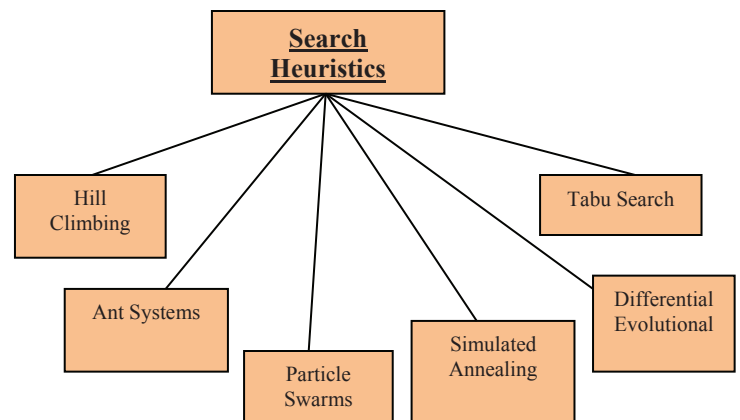 Search
Heuristics
Hill
Climbing
Tabu Search
Ant Systems
Differential
Evolutional
Simulated
Annealing
Particle
Swarms